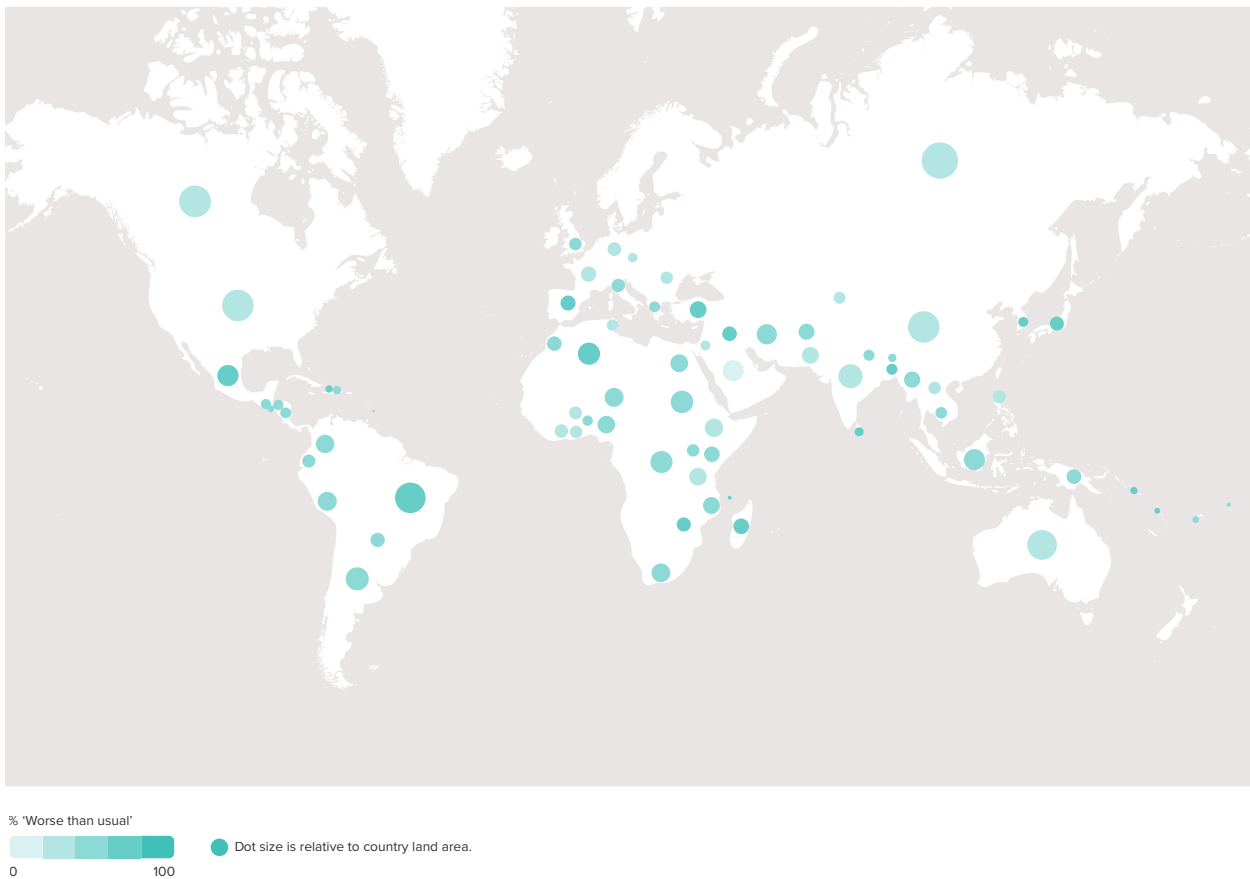 % ‘Worse than usual’
0 100
Dot size is relative to country land area.